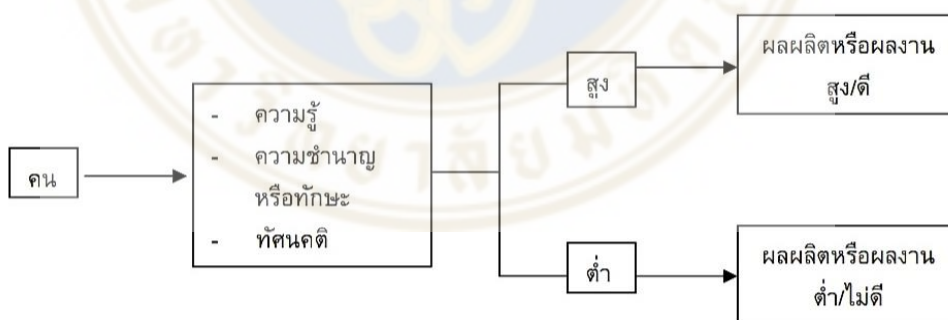 คน
- ความรู้
- ความชำนาญ
หรือทักษะ
- ทัศนคติ
สูง
ผลผลิตหรือผลงาน
สูง/ดี
ต่ำ
ผลผลิตหรือผลงาน
ต่ำ/ไม่ดี